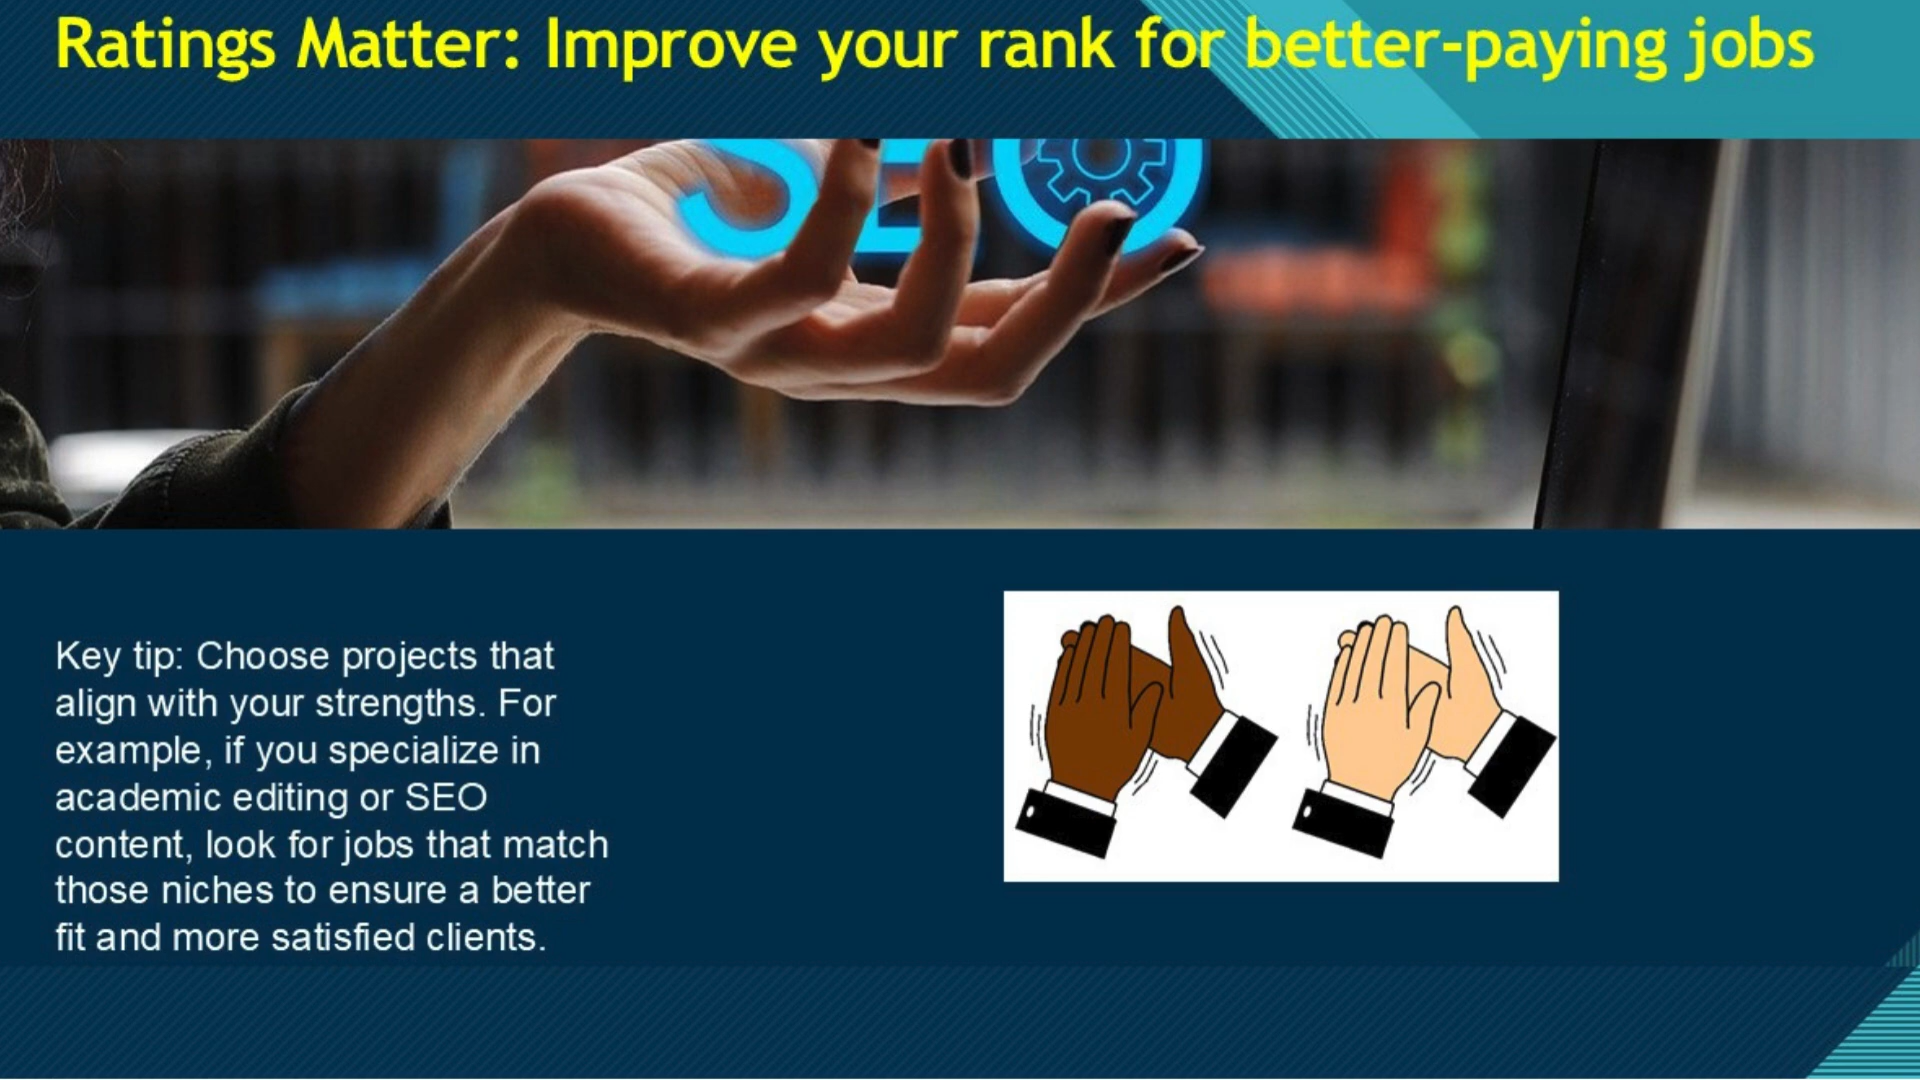 Ratings Matter: Improve your rank for better-paying jobs
SEO
Key tip: Choose projects that
align with your strengths. For
example, if you specialize in
academic editing or SEO
content, look for jobs that match
those niches to ensure a better
fit and more satisfied clients.